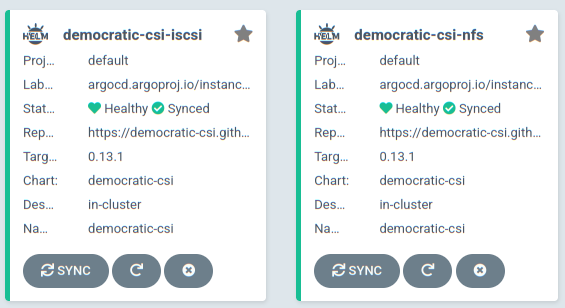 HELM democratic-csi-iscsi
Proj... default
Lab... argocd.argoproj.io/instanc...
Stat... Healthy Synced
Rep... https://democratic-csi.gith...
Targ... 0.13.1
Chart: democratic-csi
Des... in-cluster
Na... democratic-csi
SYNC
HELM democratic-csi-nfs
Proj... default
Lab... argocd.argoproj.io/instanc...
Stat... Healthy Synced
Rep... https://democratic-csi.gith...
Targ... 0.13.1
Chart: democratic-csi
Des... in-cluster
Na... democratic-csi
SYNC